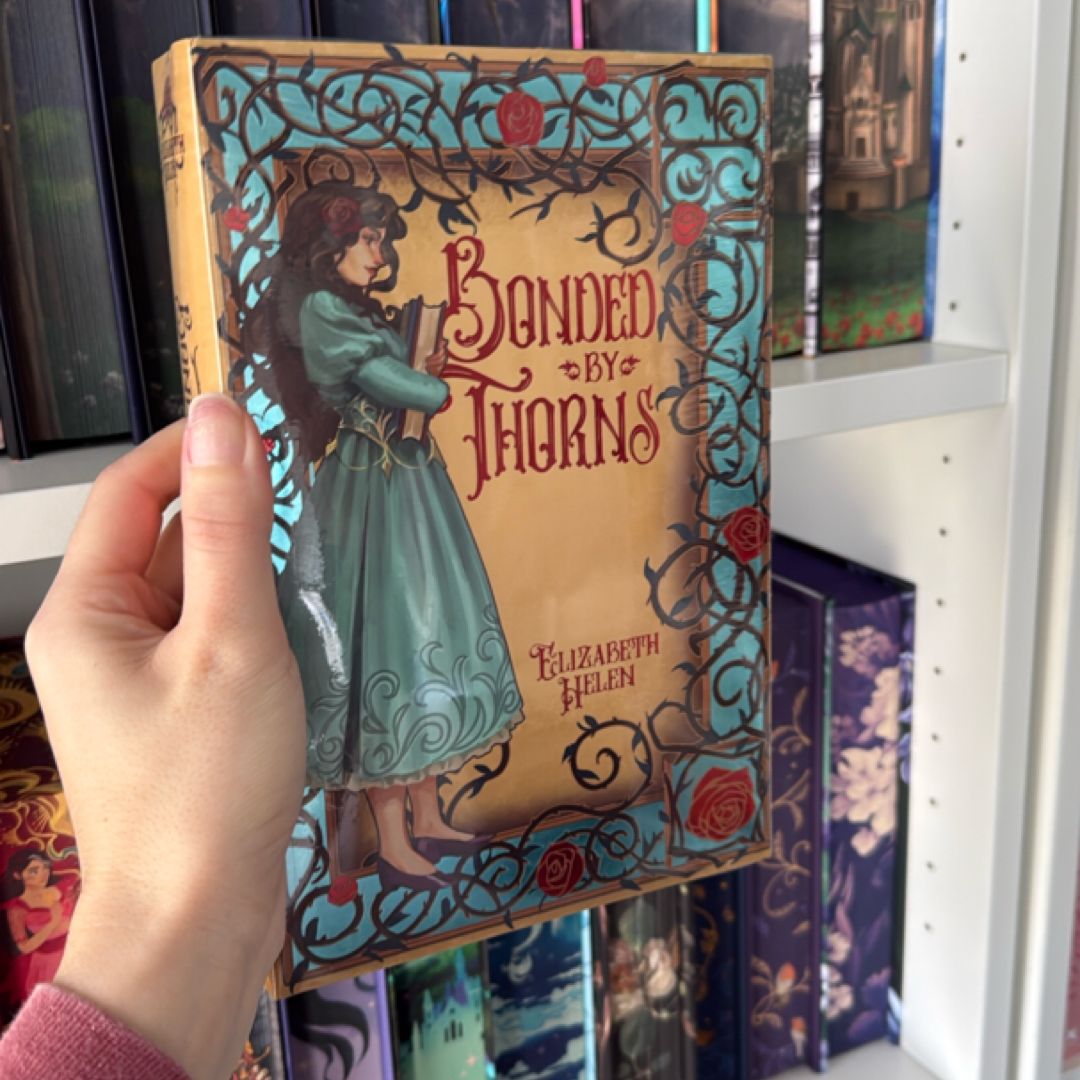 BONDED
BY
THORNS
ELIZABETH
HELEN